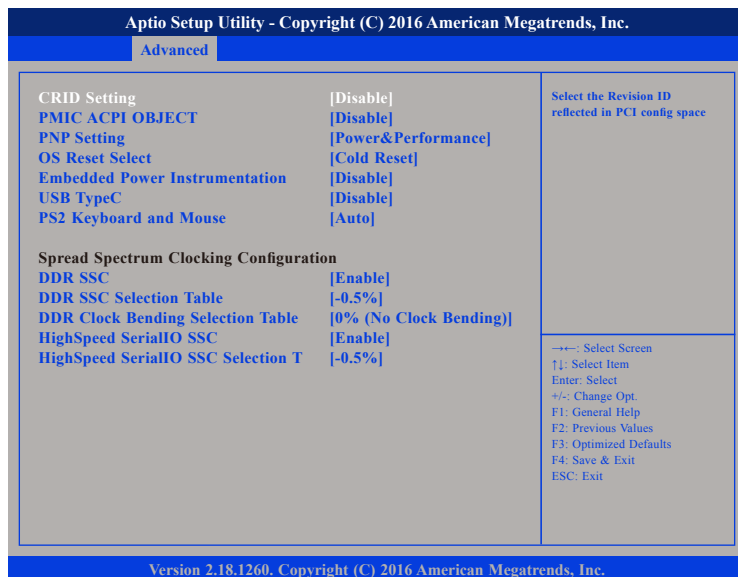 Aptio Setup Utility - Copyright (C) 2016 American Megatrends, Inc.
Advanced
CRID Setting [Disable]
PMIC ACPI OBJECT [Disable]
PNP Setting [Power&Performance]
OS Reset Select [Cold Reset]
Embedded Power Instrumentation [Disable]
USB TypeC [Disable]
PS2 Keyboard and Mouse [Auto]
Spread Spectrum Clocking Configuration
DDR SSC [Enable]
DDR SSC Selection Table [-0.5%]
DDR Clock Bending Selection Table [0% (No Clock Bending)]
HighSpeed SerialIO SSC [Enable]
HighSpeed SerialIO SSC Selection T [-0.5%]
Select the Revision ID
reflected in PCI config space
→←: Select Screen
↑↓: Select Item
Enter: Select
+/-: Change Opt.
F1: General Help
F2: Previous Values
F3: Optimized Defaults
F4: Save & Exit
ESC: Exit
Version 2.18.1260. Copyright (C) 2016 American Megatrends, Inc.